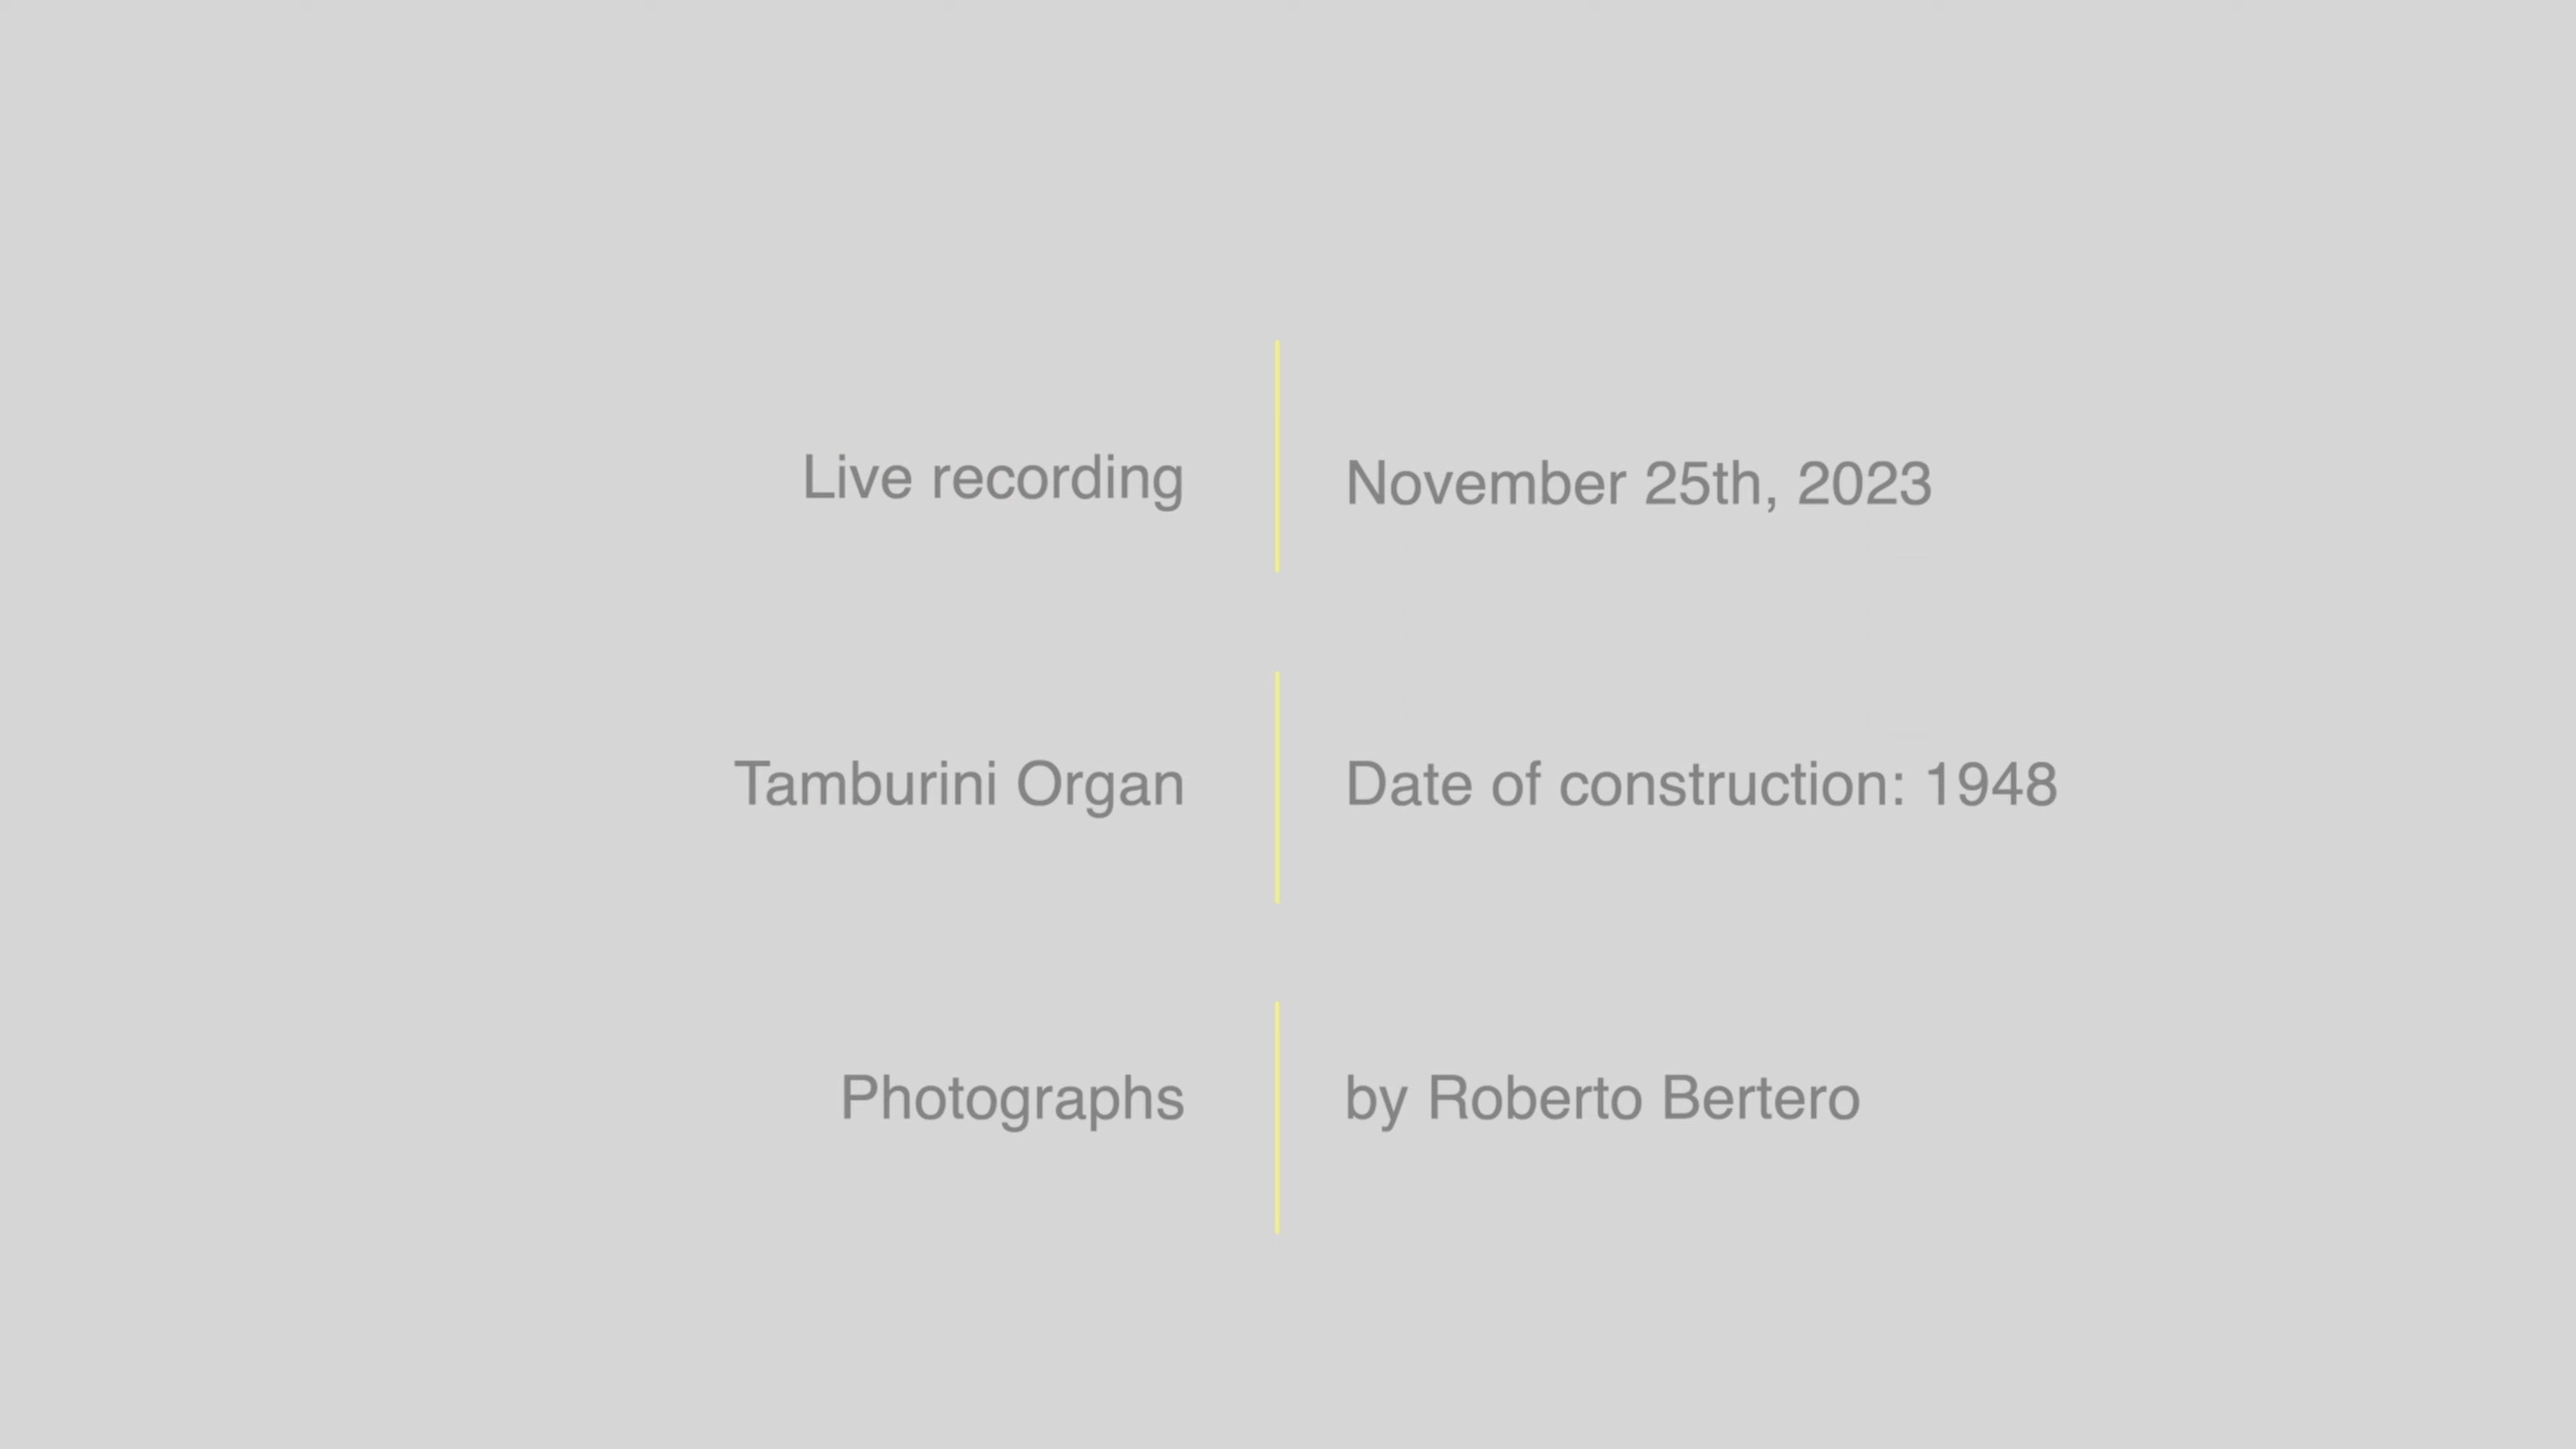 Live recording
November 25th, 2023
Tamburini Organ
Date of construction: 1948
Photographs
by Roberto Bertero